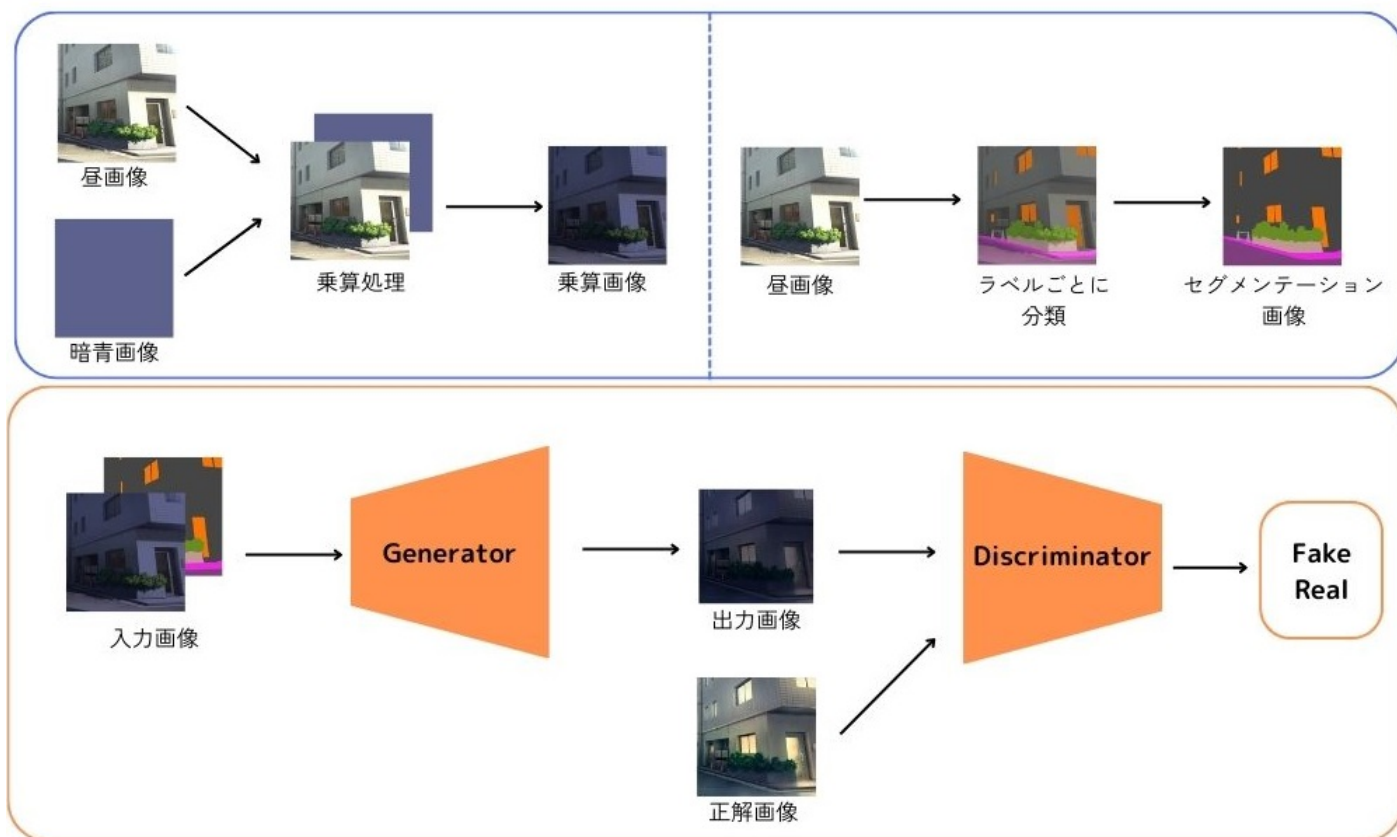 昼画像
暗青画像
乗算処理
乗算画像
昼画像
ラベルごとに
分類
セグメンテーション
画像
入力画像
Generator
出力画像
正解画像
Discriminator
Fake
Real